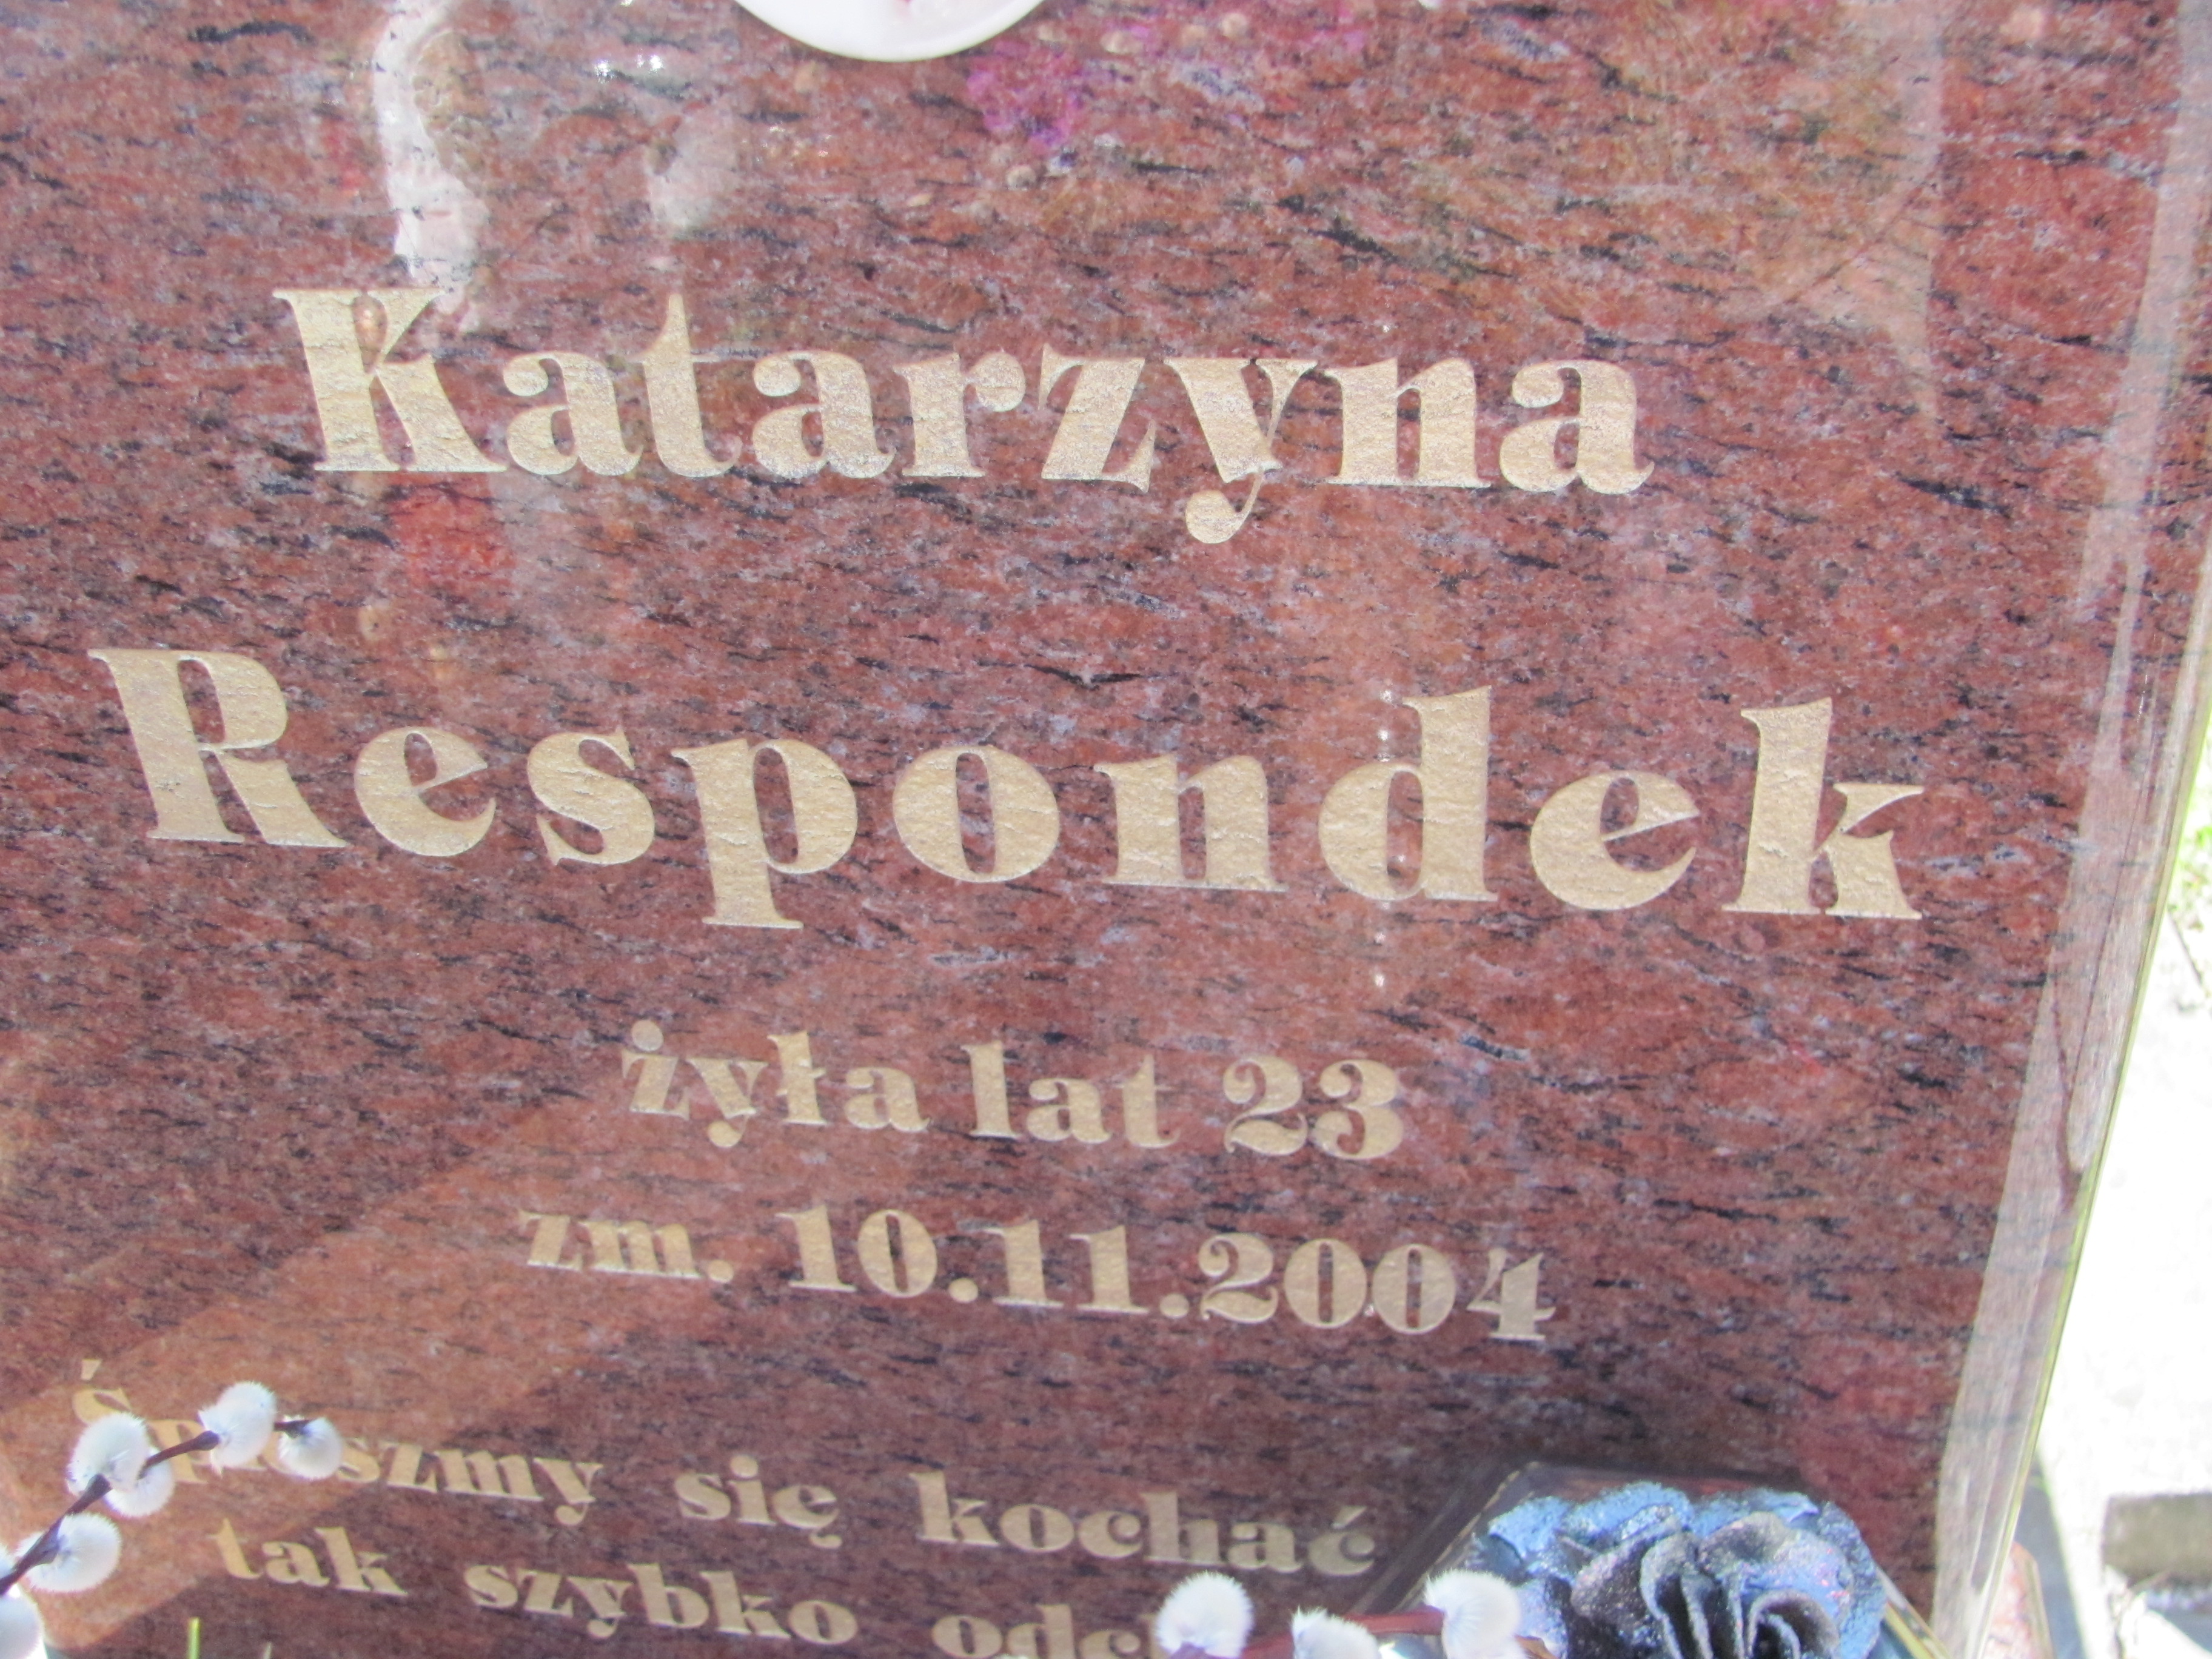 Katarzyna
Respondek
żyła lat 23
zm. 10.11.2004
się kochać
tak szybko